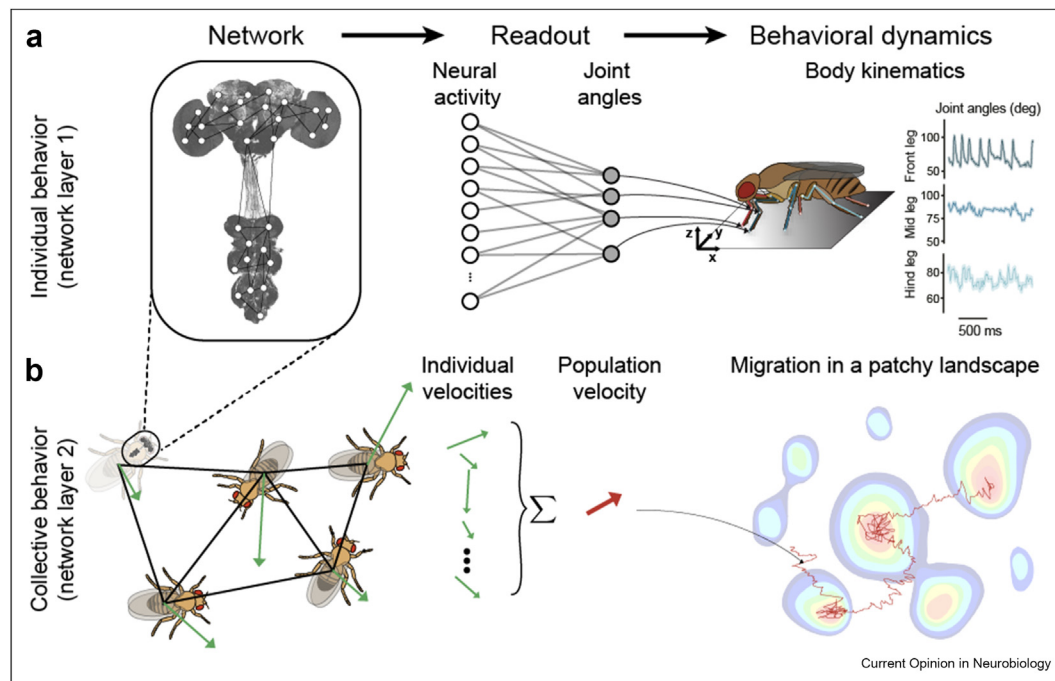 a
Network
Readout
Behavioral dynamics
Individual behavior
(network layer 1)
Neural
activity
Joint
angles
Body kinematics
...
z
y
x
Joint angles (deg)
Front leg
100
50
Mid leg
100
75
50
Hind leg
80
60
500 ms
b
Collective behavior
(network layer 2)
Individual
velocities
Population
velocity
Migration in a patchy landscape
Σ
Current Opinion in Neurobiology